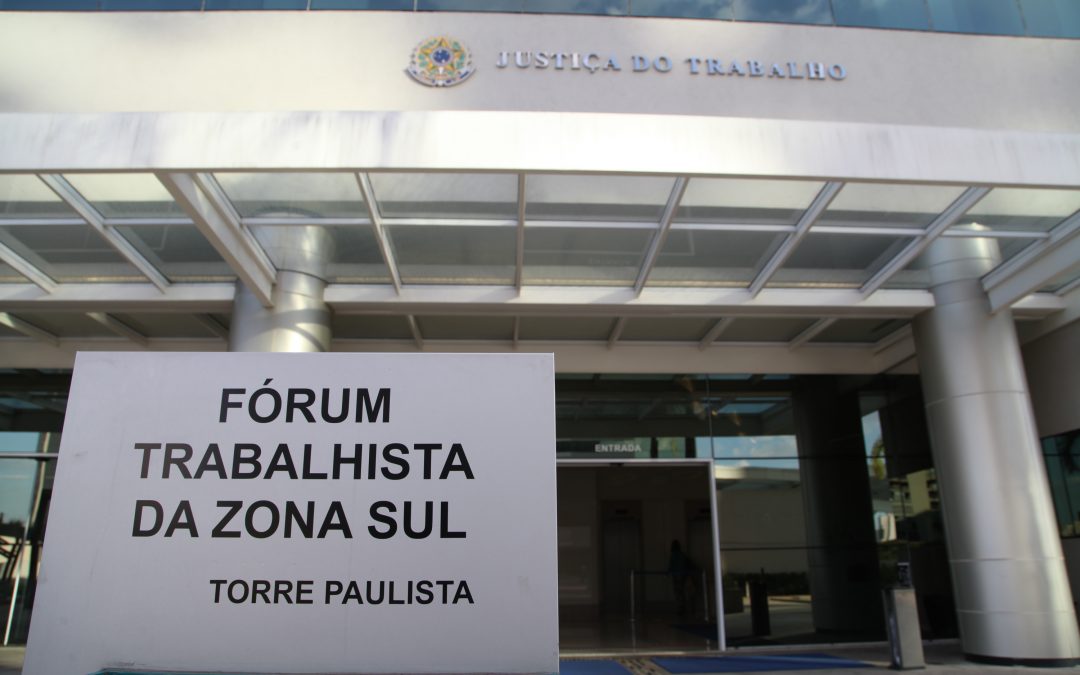 JUSTIÇA DO TRABALHO
FÓRUM
TRABALHISTA
DA ZONA SUL
TORRE PAULISTA
ENTRADA